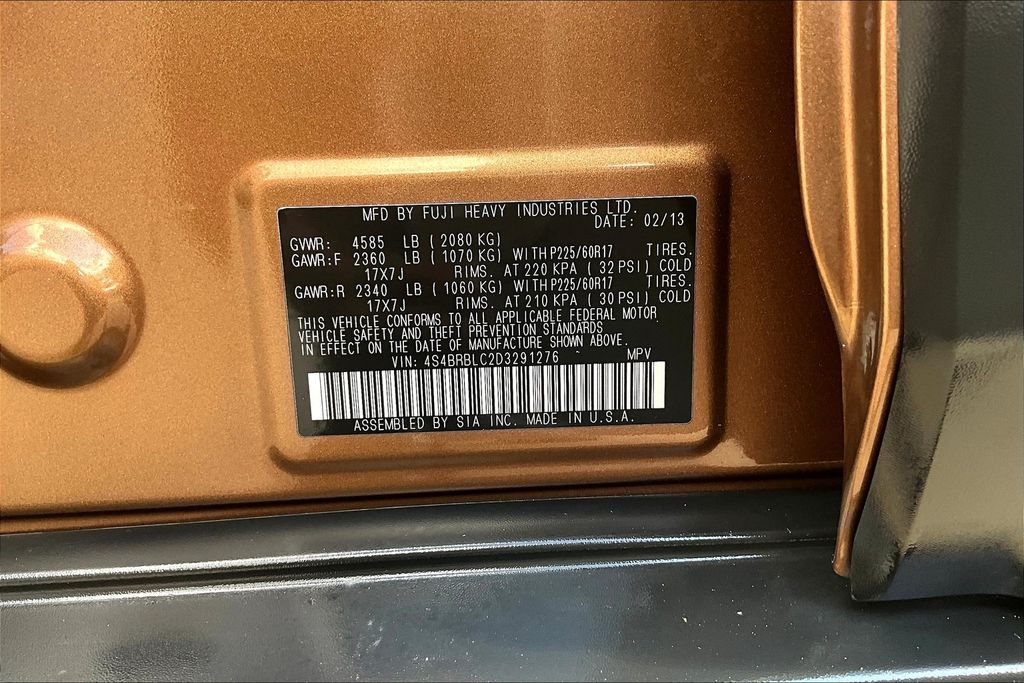 MFD BY FUJI HEAVY INDUSTRIES LTD.
DATE: 02/13
GVWR: 4585 LB ( 2080 KG)
GAWR:F 2360 LB ( 1070 KG) WITH P225/60R17 TIRES.
17X7J RIMS. AT 220 KPA ( 32 PSI) COLD
GAWR:R 2340 LB ( 1060 KG) WITH P225/60R17 TIRES.
17X7J RIMS. AT 210 KPA ( 30 PSI) COLD
THIS VEHICLE CONFORMS TO ALL APPLICABLE FEDERAL MOTOR
VEHICLE SAFETY AND THEFT PREVENTION STANDARDS
IN EFFECT ON THE DATE OF MANUFACTURE SHOWN ABOVE.
VIN: 4S4BRBLC2D3291276 MPV
ASSEMBLED BY SIA INC. MADE IN U.S.A.